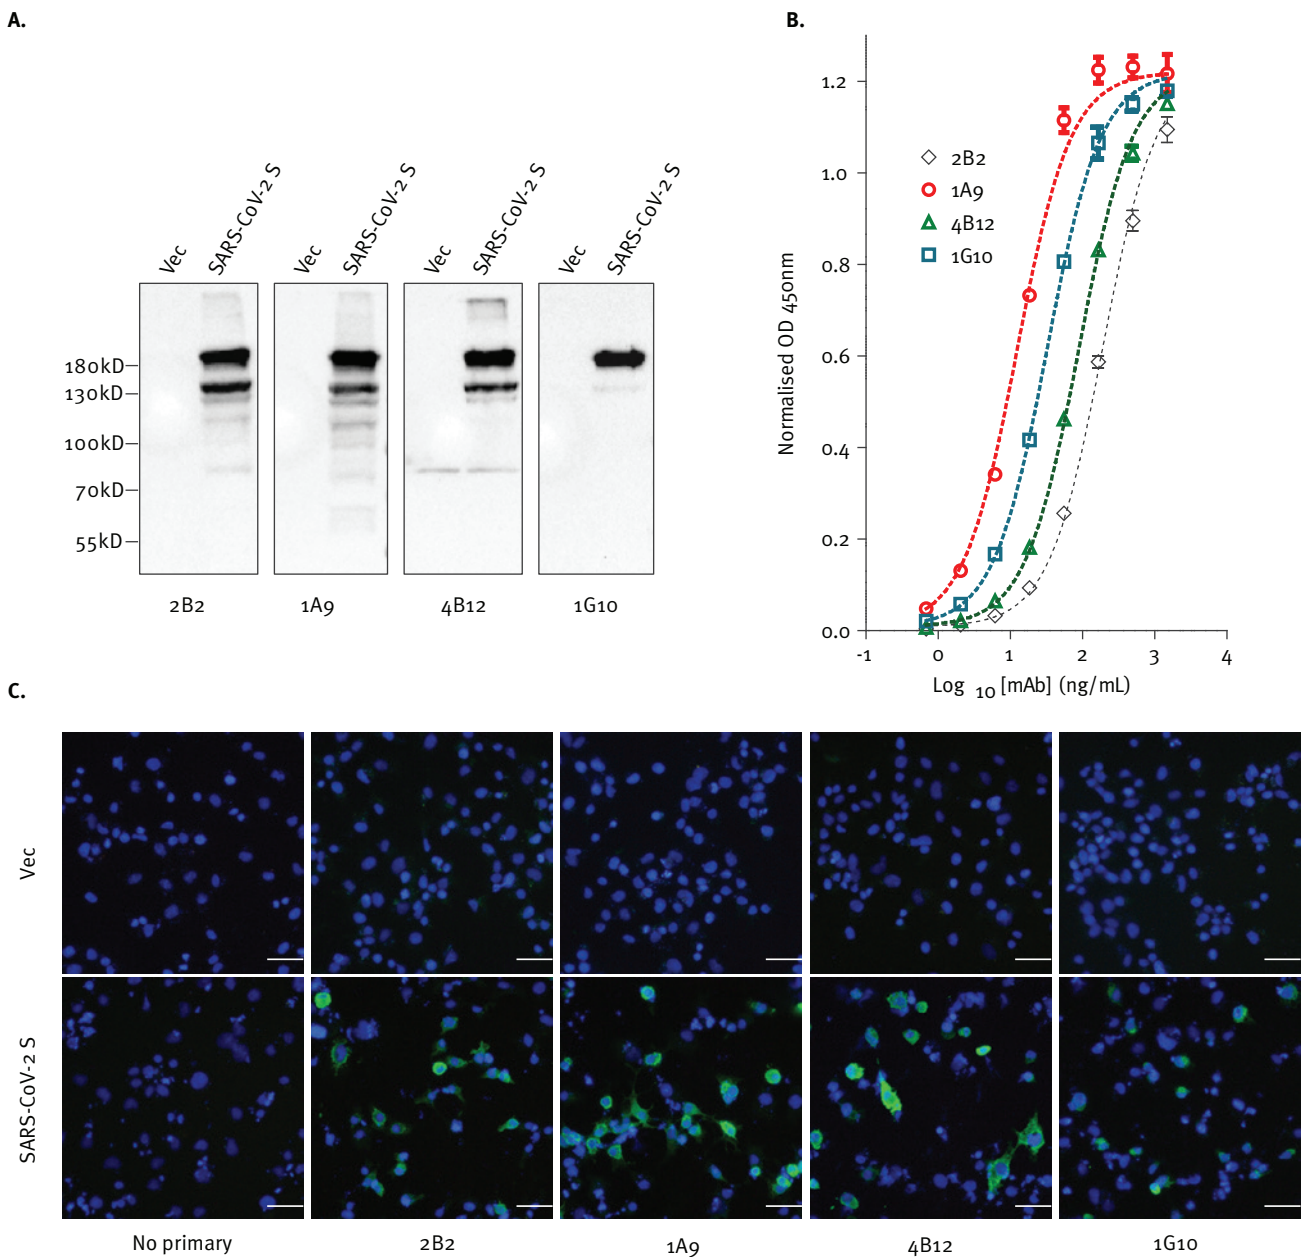 A.
Vec SARS-CoV-2 S Vec SARS-CoV-2 S Vec SARS-CoV-2 S Vec SARS-CoV-2 S
180kD
130kD
100kD
70kD
55kD
2B2 1A9 4B12 1G10
B.
Normalised OD 450nm
1.2
1.0
0.8
0.6
0.4
0.2
0.0
2B2
1A9
4B12
1G10
-1 0 1 2 3 4
Log 10 [mAb] (ng/mL)
C.
Vec
SARS-CoV-2 S
No primary 2B2 1A9 4B12 1G10